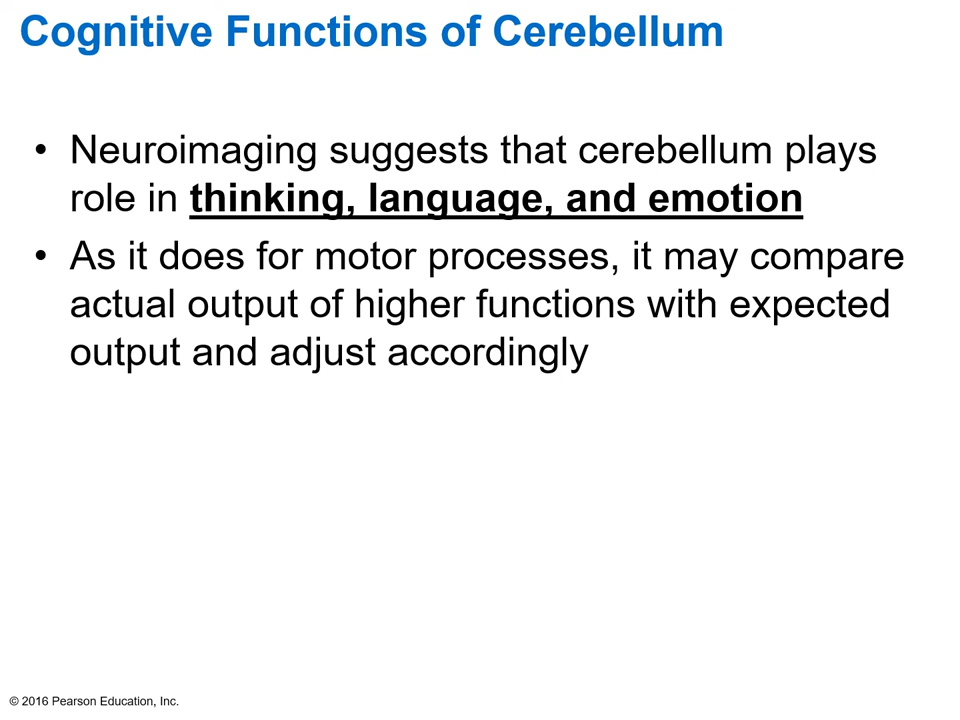 Cognitive Functions of Cerebellum
• Neuroimaging suggests that cerebellum plays
role in thinking, language, and emotion
• As it does for motor processes, it may compare
actual output of higher functions with expected
output and adjust accordingly
© 2016 Pearson Education, Inc.